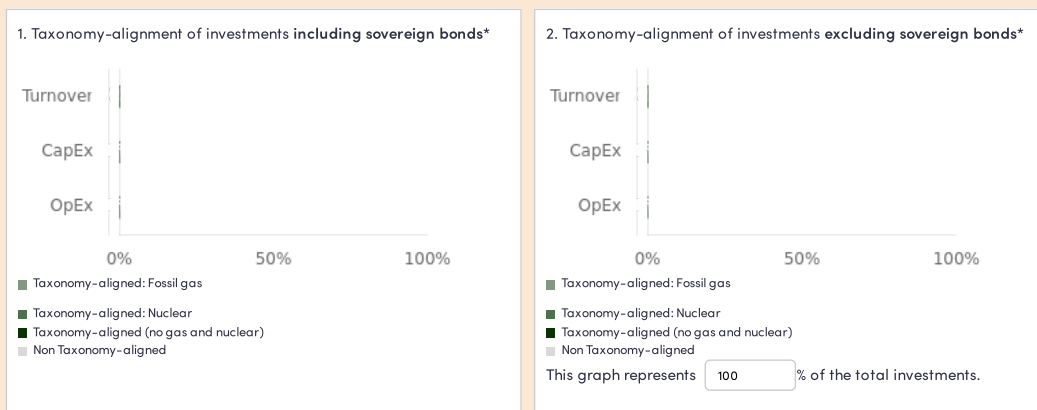 1. Taxonomy-alignment of investments including sovereign bonds*
Turnover
CapEx
OpEx
0% 50% 100%
Taxonomy-aligned: Fossil gas
Taxonomy-aligned: Nuclear
Taxonomy-aligned (no gas and nuclear)
Non Taxonomy-aligned
2. Taxonomy-alignment of investments excluding sovereign bonds*
Turnover
CapEx
OpEx
0% 50% 100%
Taxonomy-aligned: Fossil gas
Taxonomy-aligned: Nuclear
Taxonomy-aligned (no gas and nuclear)
Non Taxonomy-aligned
This graph represents 100 % of the total investments.